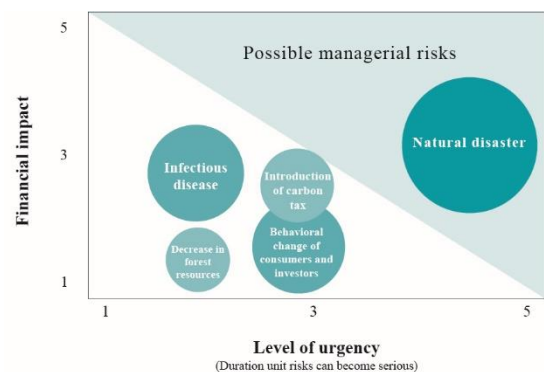 5
3
1
Financial impact
Possible managerial risks
Natural disaster
Infectious
disease
Introduction
of carbon
tax
Decrease in
forest
resources
Behavioral
change of
consumers and
investors
1
3
5
Level of urgency
(Duration unit risks can become serious)